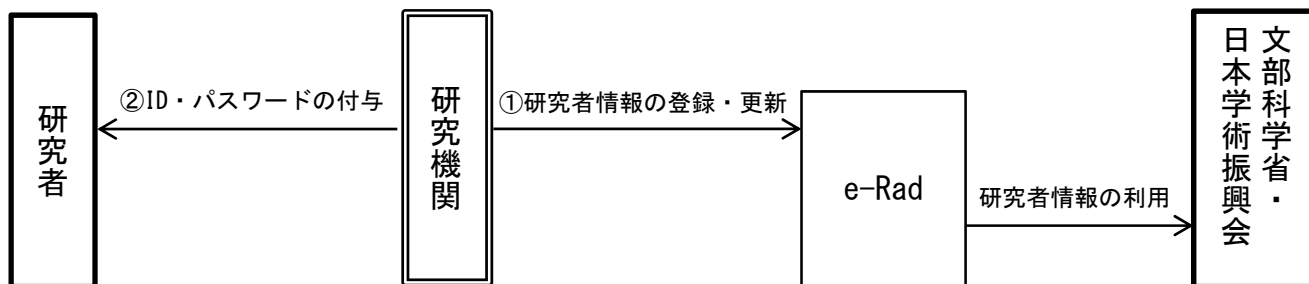 研究者
②ID・パスワードの付与
研究機関
①研究者情報の登録・更新
e-Rad
研究者情報の利用
文部科学省・
日本学術振興会